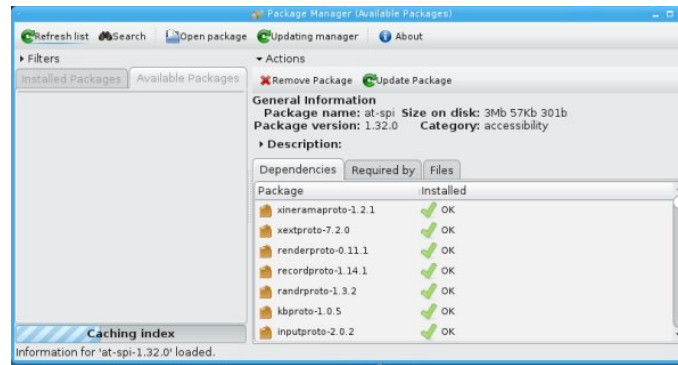 Package Manager (Available Packages)
Refresh list Search Open package Updating manager About
Filters
Installed Packages Available Packages
Actions
Remove Package Update Package
General Information
Package name: at-spi Size on disk: 3Mb 57Kb 301b
Package version: 1.32.0 Category: accessibility
Description:
Dependencies Required by Files
Package Installed
xineramaproto-1.2.1 OK
xextproto-7.2.0 OK
renderproto-0.11.1 OK
recordproto-1.14.1 OK
randrproto-1.3.2 OK
kbproto-1.0.5 OK
inputproto-2.0.2 OK
Caching index
Information for 'at-spi-1.32.0' loaded.